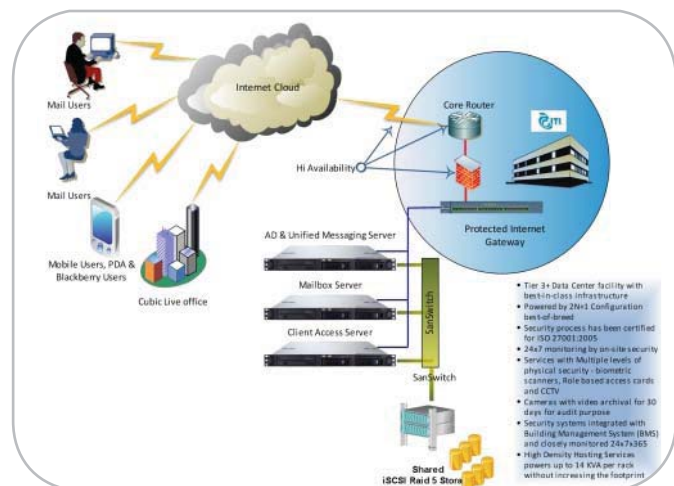 Mail Users
Internet Cloud
Core Router
ITI
Mail Users
Hi Availability
Protected Internet
Gateway
Mobile Users, PDA &
Blackberry Users
Cubic Live office
AD & Unified Messaging Server
Mailbox Server
Client Access Server
SanSwitch
SanSwitch
Shared
iSCSI Raid 5 Store
• Tier 3+ Data Center facility with
best-in-class infrastructure
• Powered by 2N+1 Configuration
best-of-breed
• Security process has been certified
for ISO 27001:2005
• 24x7 monitoring by on-site security
• Services with Multiple levels of
physical security - biometric
scanners, Role based access cards
and CCTV
• Cameras with video archival for 30
days for audit purpose
• Security systems integrated with
Building Management System (BMS)
and closely monitored 24x7x365
• High Density Hosting Services
powers up to 14 KVA per rack
without increasing the footprint